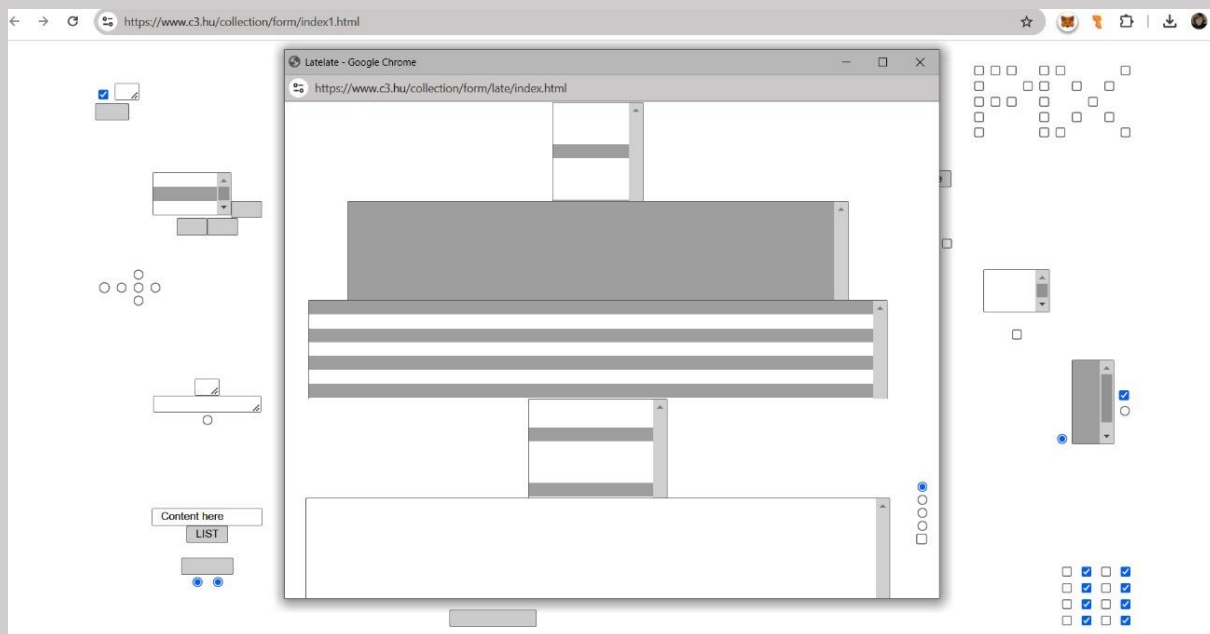 https://www.c3.hu/collection/form/index1.html
Latelate - Google Chrome
https://www.c3.hu/collection/form/late/index.html
Content here
LIST